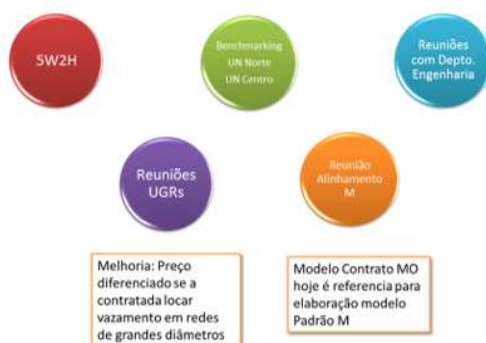 5W2H
Benchmarking
UN Norte
UN Centro
Reuniões
com Depto.
Engenharia
Reuniões
UGRs
Reunião
Alinhamento
M
Melhoria: Preço
diferenciado se a
contratada locar
vazamento em redes
de grandes diâmetros
Modelo Contrato MO
hoje é referencia para
elaboração modelo
Padrão M